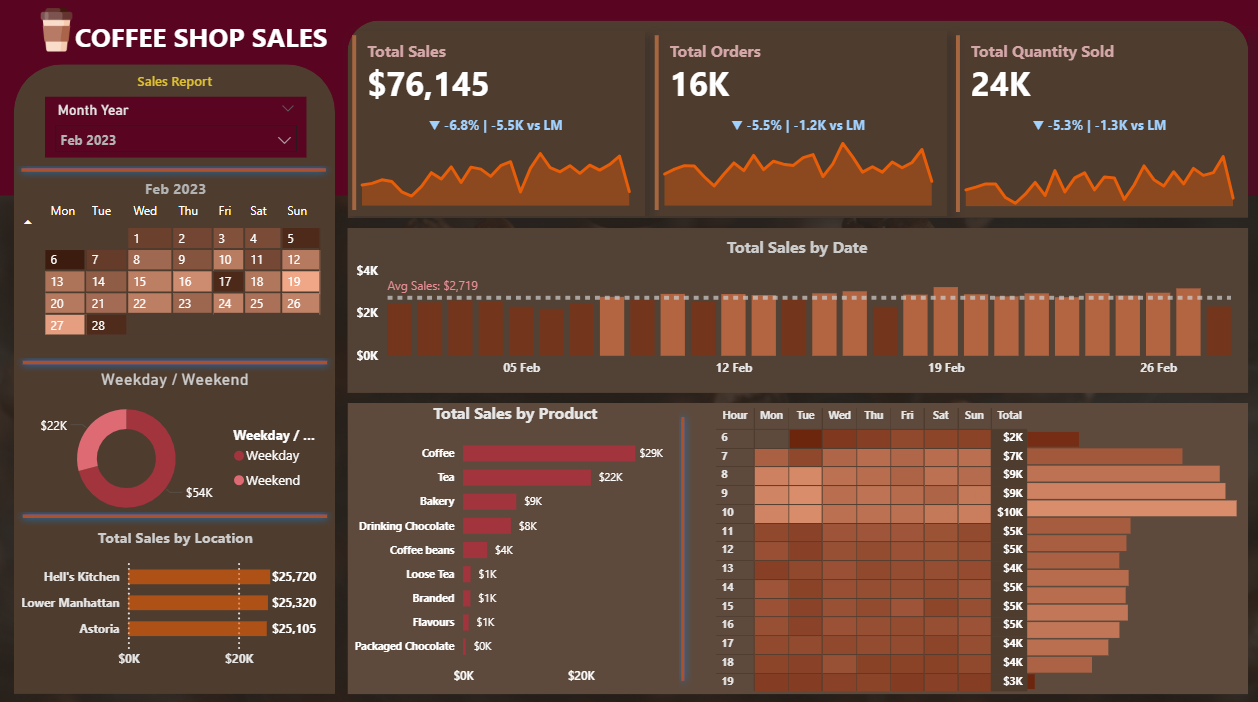 COFFEE SHOP SALES
Sales Report
Month Year
Feb 2023
Feb 2023
Mon Tue Wed Thu Fri Sat Sun
1 2 3 4 5
6 7 8 9 10 11 12
13 14 15 16 17 18 19
20 21 22 23 24 25 26
27 28
Weekday / Weekend
$22K
$54K
Weekday / ...
Weekday
Weekend
Total Sales by Location
Hell's Kitchen $25,720
Lower Manhattan $25,320
Astoria $25,105
$0K $20K
Total Sales
$76,145
▼ -6.8% | -5.5K vs LM
Total Orders
16K
▼ -5.5% | -1.2K vs LM
Total Quantity Sold
24K
▼ -5.3% | -1.3K vs LM
Total Sales by Date
$4K
Avg Sales: $2,719
$2K
$0K
05 Feb 12 Feb 19 Feb 26 Feb
Total Sales by Product
Coffee $29K
Tea $22K
Bakery $9K
Drinking Chocolate $8K
Coffee beans $4K
Loose Tea $1K
Branded $1K
Flavours $1K
Packaged Chocolate $0K
$0K $20K
Hour Mon Tue Wed Thu Fri Sat Sun Total
6 $2K
7 $7K
8 $9K
9 $9K
10 $10K
11 $5K
12 $5K
13 $4K
14 $5K
15 $5K
16 $5K
17 $4K
18 $4K
19 $3K